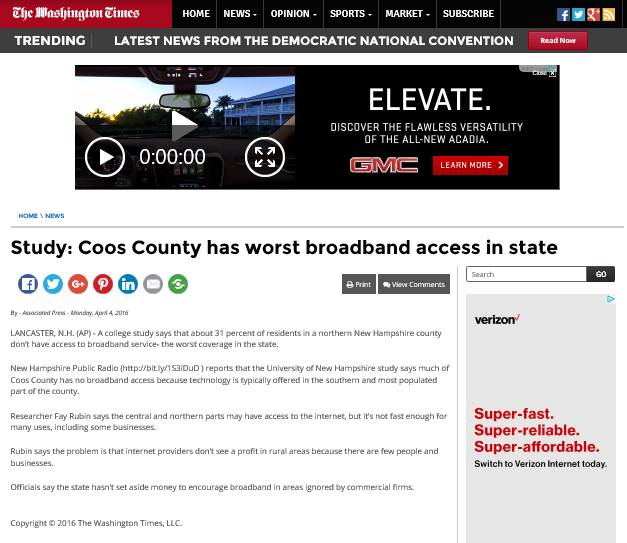 The Washington Times
HOME NEWS OPINION SPORTS MARKET SUBSCRIBE
TRENDING LATEST NEWS FROM THE DEMOCRATIC NATIONAL CONVENTION Read Now
Close X
ELEVATE.
DISCOVER THE FLAWLESS VERSATILITY
OF THE ALL-NEW ACADIA.
0:00:00
GMC LEARN MORE >
HOME \ NEWS
Study: Coos County has worst broadband access in state
Print View Comments
Search GO
By - Associated Press - Monday, April 4, 2016
LANCASTER, N.H. (AP) - A college study says that about 31 percent of residents in a northern New Hampshire county
don't have access to broadband service- the worst coverage in the state.
New Hampshire Public Radio (http://bit.ly/1S3IDuD ) reports that the University of New Hampshire study says much of
Coos County has no broadband access because technology is typically offered in the southern and most populated
part of the county.
Researcher Fay Rubin says the central and northern parts may have access to the internet, but it's not fast enough for
many uses, including some businesses.
Rubin says the problem is that internet providers don't see a profit in rural areas because there are few people and
businesses.
Officials say the state hasn't set aside money to encourage broadband in areas ignored by commercial firms.
Copyright © 2016 The Washington Times, LLC.
verizon✓
Super-fast.
Super-reliable.
Super-affordable.
Switch to Verizon Internet today.